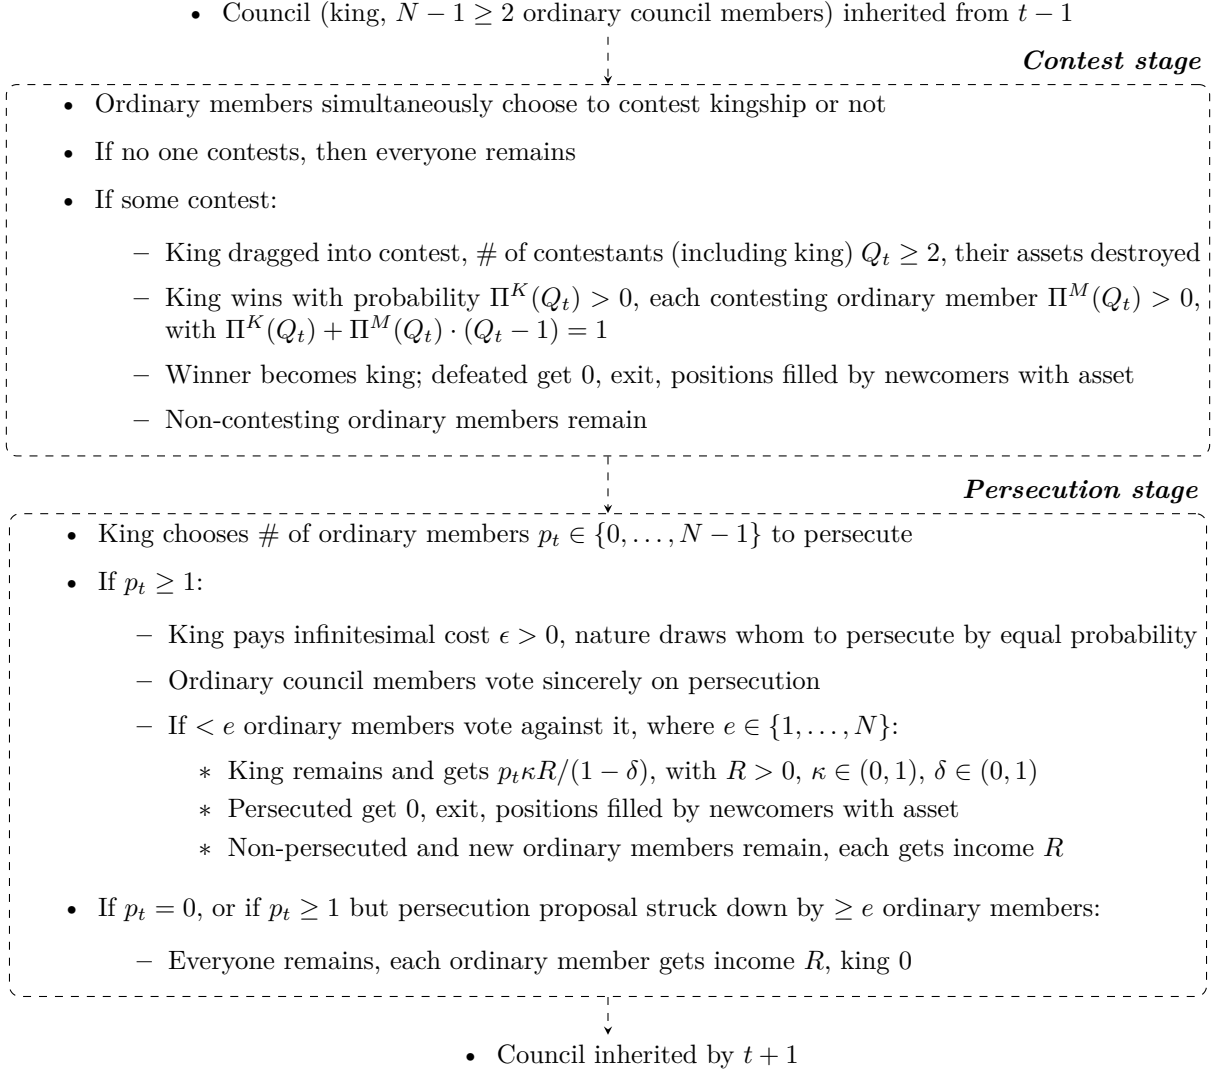 • Council (king, N − 1 ≥ 2 ordinary council members) inherited from t − 1
Contest stage
• Ordinary members simultaneously choose to contest kingship or not
• If no one contests, then everyone remains
• If some contest:
– King dragged into contest, # of contestants (including king) Q_t ≥ 2, their assets destroyed
– King wins with probability Π^K(Q_t) > 0, each contesting ordinary member Π^M(Q_t) > 0,
with Π^K(Q_t) + Π^M(Q_t) · (Q_t − 1) = 1
– Winner becomes king; defeated get 0, exit, positions filled by newcomers with asset
– Non-contesting ordinary members remain
Persecution stage
• King chooses # of ordinary members p_t ∈ {0, . . . , N − 1} to persecute
• If p_t ≥ 1:
– King pays infinitesimal cost ϵ > 0, nature draws whom to persecute by equal probability
– Ordinary council members vote sincerely on persecution
– If < e ordinary members vote against it, where e ∈ {1, . . . , N}:
∗ King remains and gets p_tκR/(1 − δ), with R > 0, κ ∈ (0, 1), δ ∈ (0, 1)
∗ Persecuted get 0, exit, positions filled by newcomers with asset
∗ Non-persecuted and new ordinary members remain, each gets income R
• If p_t = 0, or if p_t ≥ 1 but persecution proposal struck down by ≥ e ordinary members:
– Everyone remains, each ordinary member gets income R, king 0
• Council inherited by t + 1